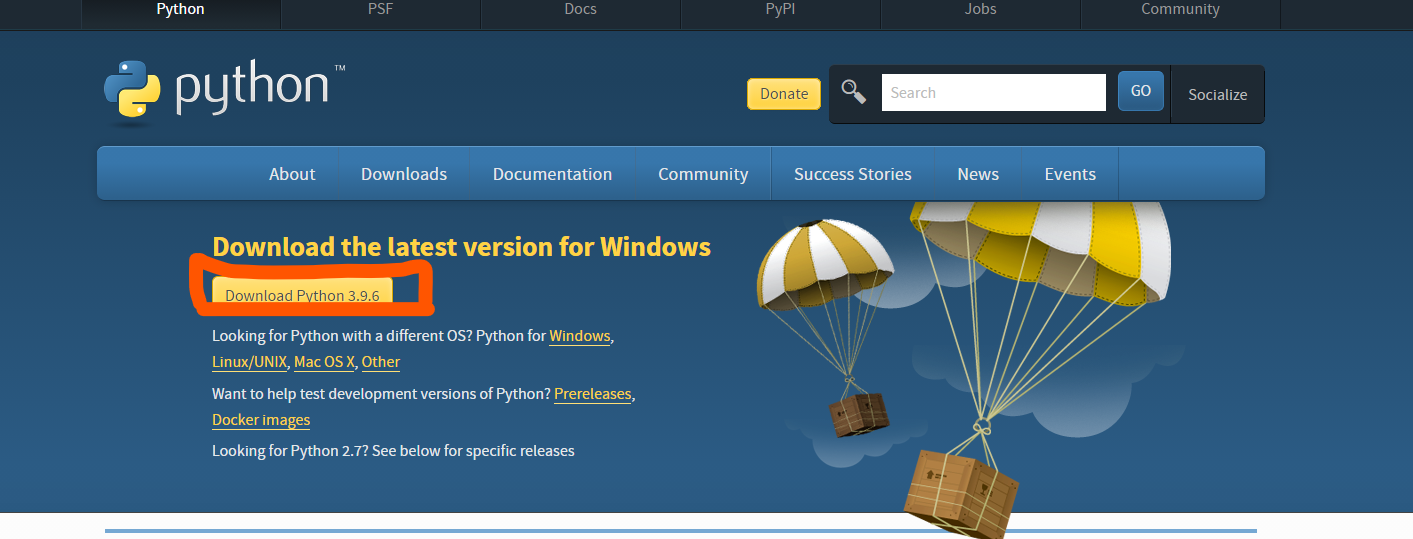 Python PSF Docs PyPI Jobs Community
python™
Donate Search GO Socialize
About Downloads Documentation Community Success Stories News Events
Download the latest version for Windows
Download Python 3.9.6
Looking for Python with a different OS? Python for Windows,
Linux/UNIX, Mac OS X, Other
Want to help test development versions of Python? Prereleases,
Docker images
Looking for Python 2.7? See below for specific releases